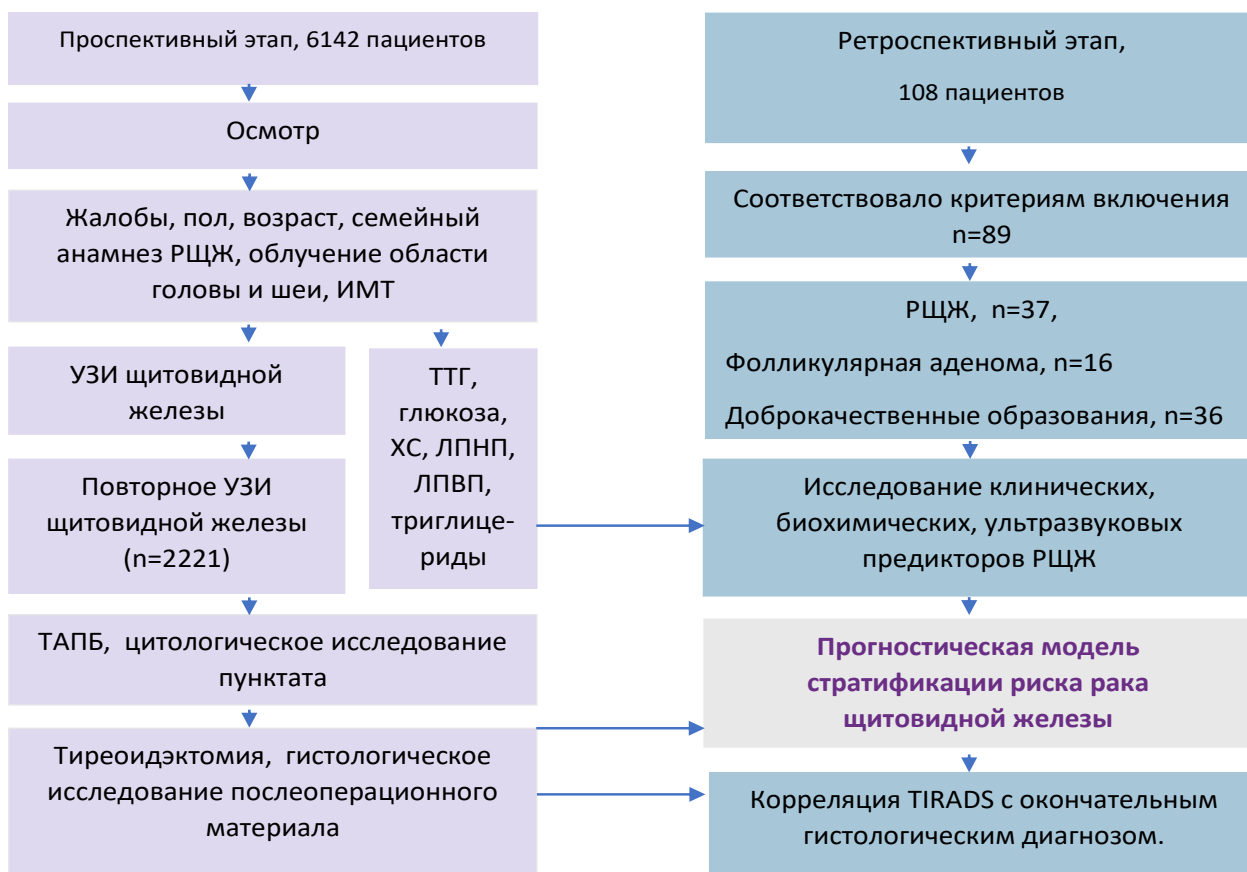 Проспективный этап, 6142 пациентов
Осмотр
Жалобы, пол, возраст, семейный
анамнез РЩЖ, облучение области
головы и шеи, ИМТ
УЗИ щитовидной
железы
Повторное УЗИ
щитовидной железы
(n=2221)
ТТГ,
глюкоза,
ХС, ЛПНП,
ЛПВП,
триглице-
риды
ТАПБ, цитологическое исследование
пунктата
Тиреоидэктомия, гистологическое
исследование послеоперационного
материала
Ретроспективный этап,
108 пациентов
Соответствовало критериям включения
n=89
РЩЖ, n=37,
Фолликулярная аденома, n=16
Доброкачественные образования, n=36
Исследование клинических,
биохимических, ультразвуковых
предикторов РЩЖ
Прогностическая модель
стратификации риска рака
щитовидной железы
Корреляция TIRADS с окончательным
гистологическим диагнозом.